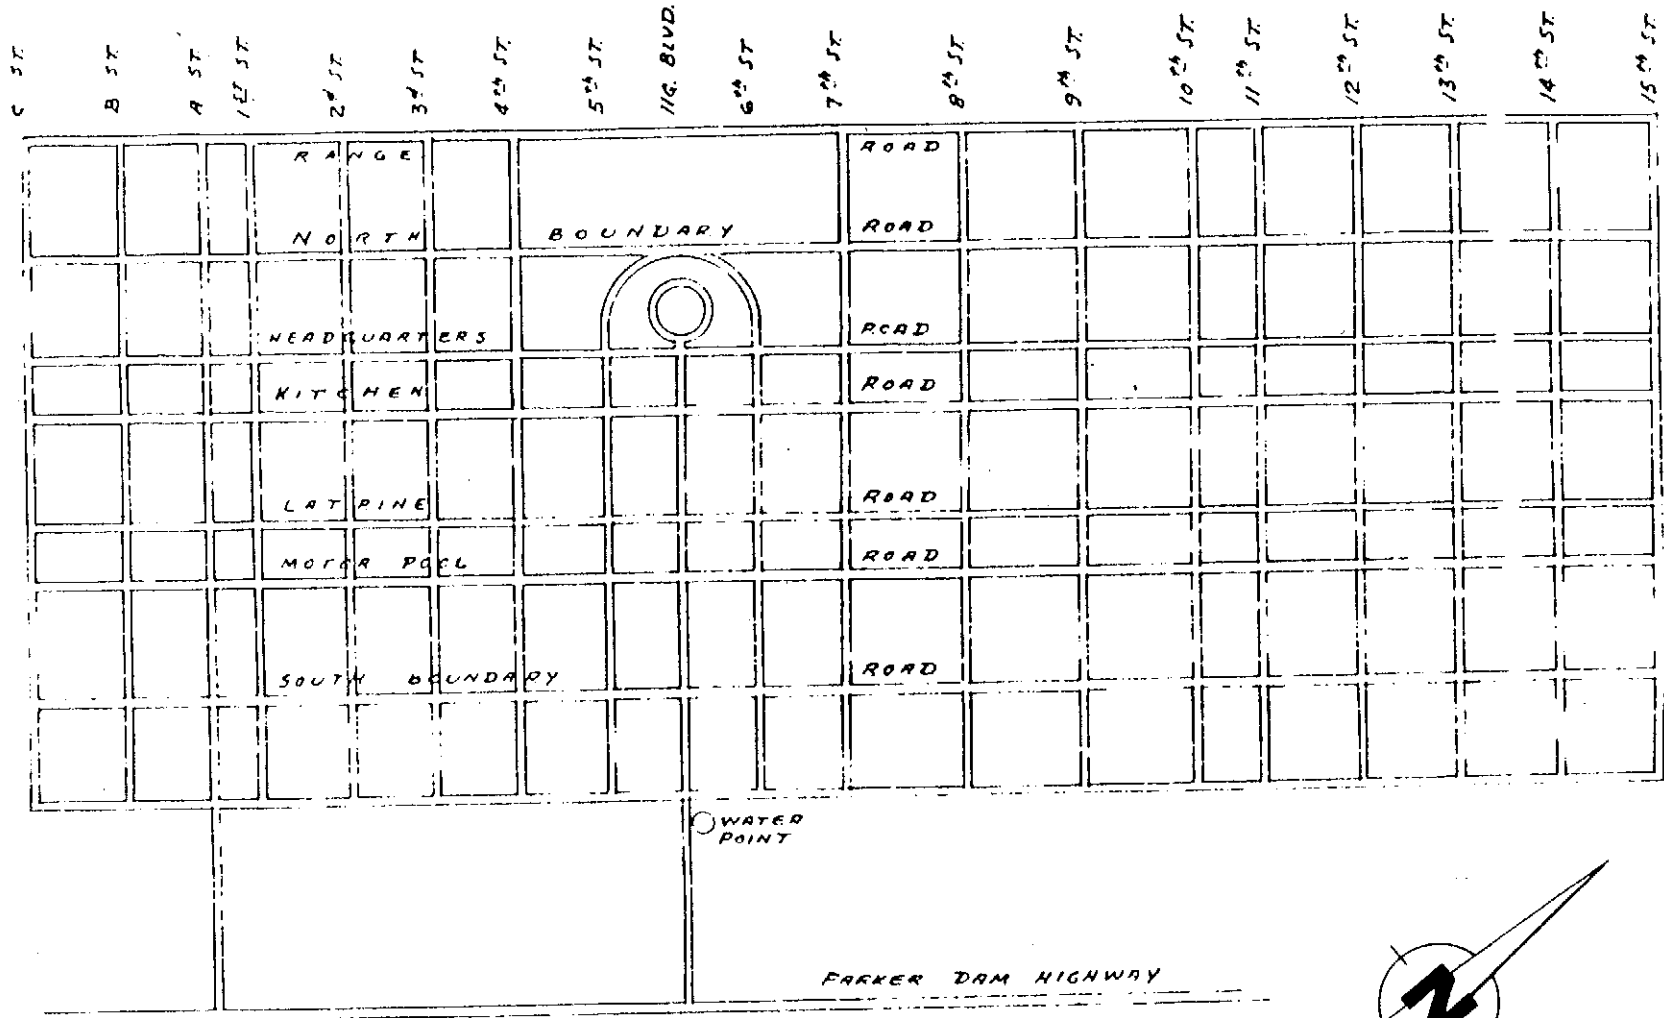 C ST.
B ST.
A ST.
1ST ST.
2d ST.
3d ST.
4th ST.
5th ST.
HG. BLVD.
6th ST.
7th ST.
8th ST.
9th ST.
10th ST.
11th ST.
12th ST.
13th ST.
14th ST.
15th ST.
RANGE ROAD
NORTH BOUNDARY ROAD
HEADQUARTERS ROAD
KITCHEN ROAD
LATRINE ROAD
MOTOR POOL ROAD
SOUTH BOUNDARY ROAD
WATER
POINT
PARKER DAM HIGHWAY
N